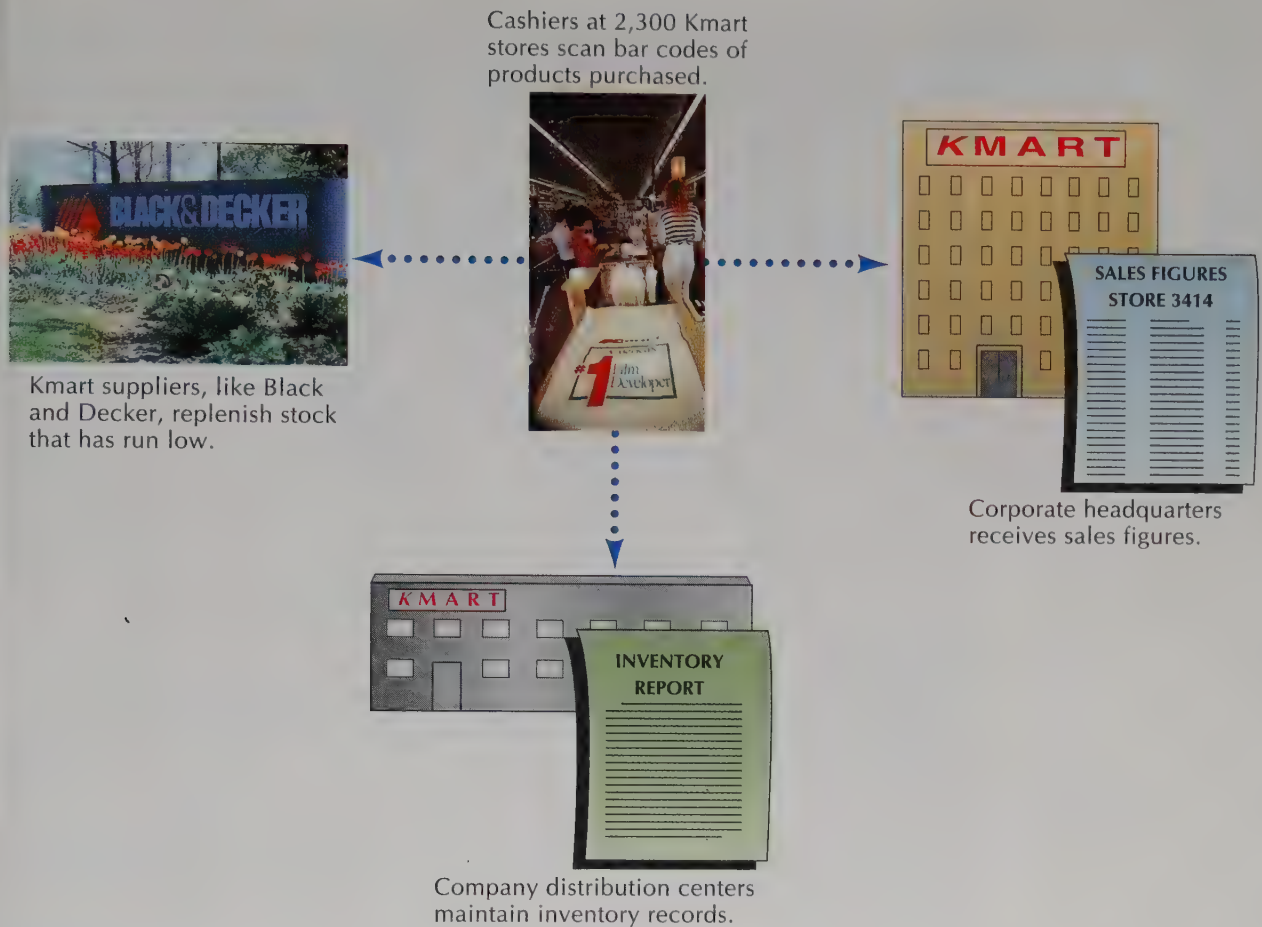 Cashiers at 2,300 Kmart
stores scan bar codes of
products purchased.
BLACK&DECKER
Kmart suppliers, like Black
and Decker, replenish stock
that has run low.
#1 Film
Developer
KMART
SALES FIGURES
STORE 3414
Corporate headquarters
receives sales figures.
KMART
INVENTORY
REPORT
Company distribution centers
maintain inventory records.